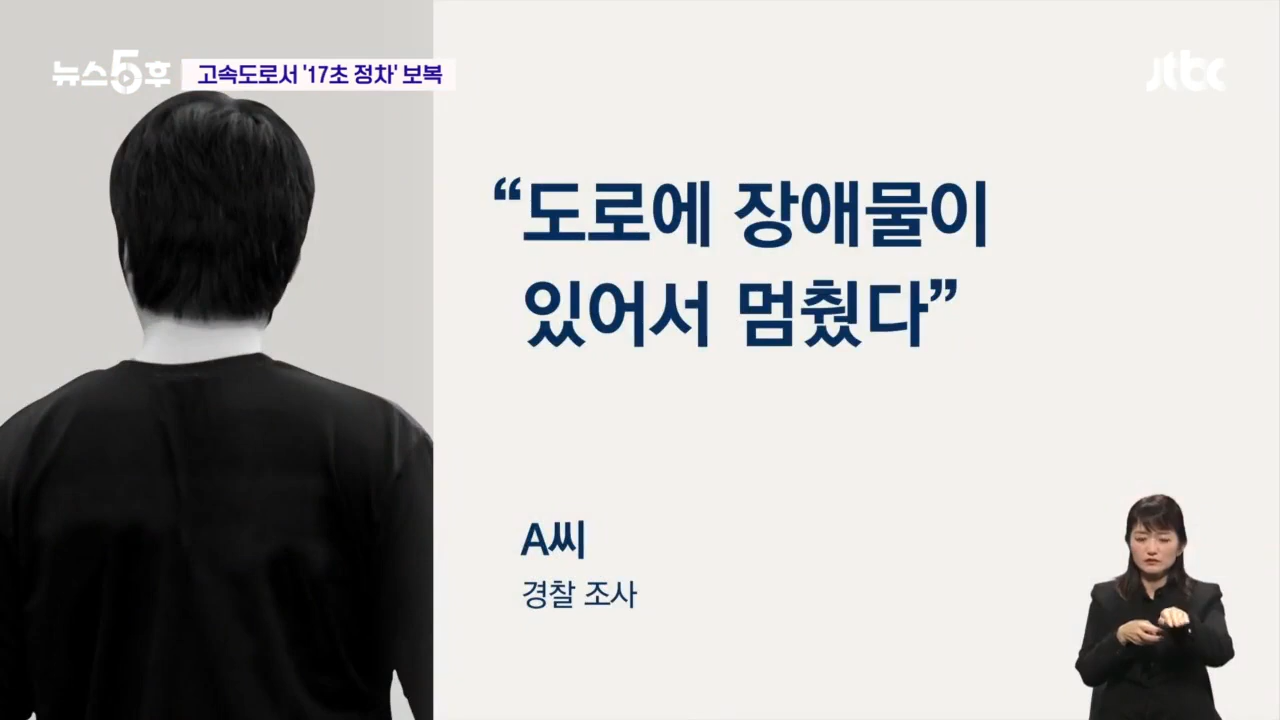 뉴스5후
고속도로서 '17초 정차' 보복
jtbc
“도로에 장애물이
있어서 멈췄다”
A씨
경찰 조사